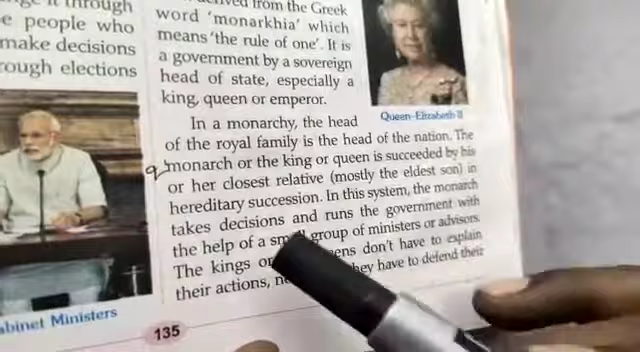 through
people who
make decisions
rough elections
Cabinet Ministers
from the Greek
word 'monarkhia' which
means 'the rule of one'. It is
a government by a sovereign
head of state, especially a
king, queen or emperor.
Queen-Elizabeth II
In a monarchy, the head
of the royal family is the head of the nation. The
monarch or the king or queen is succeeded by his
or her closest relative (mostly the eldest son) in
hereditary succession. In this system, the monarch
takes decisions and runs the government with
the help of a small group of ministers or advisors.
The kings or don't have to explain
their actions, they have to defend their
135